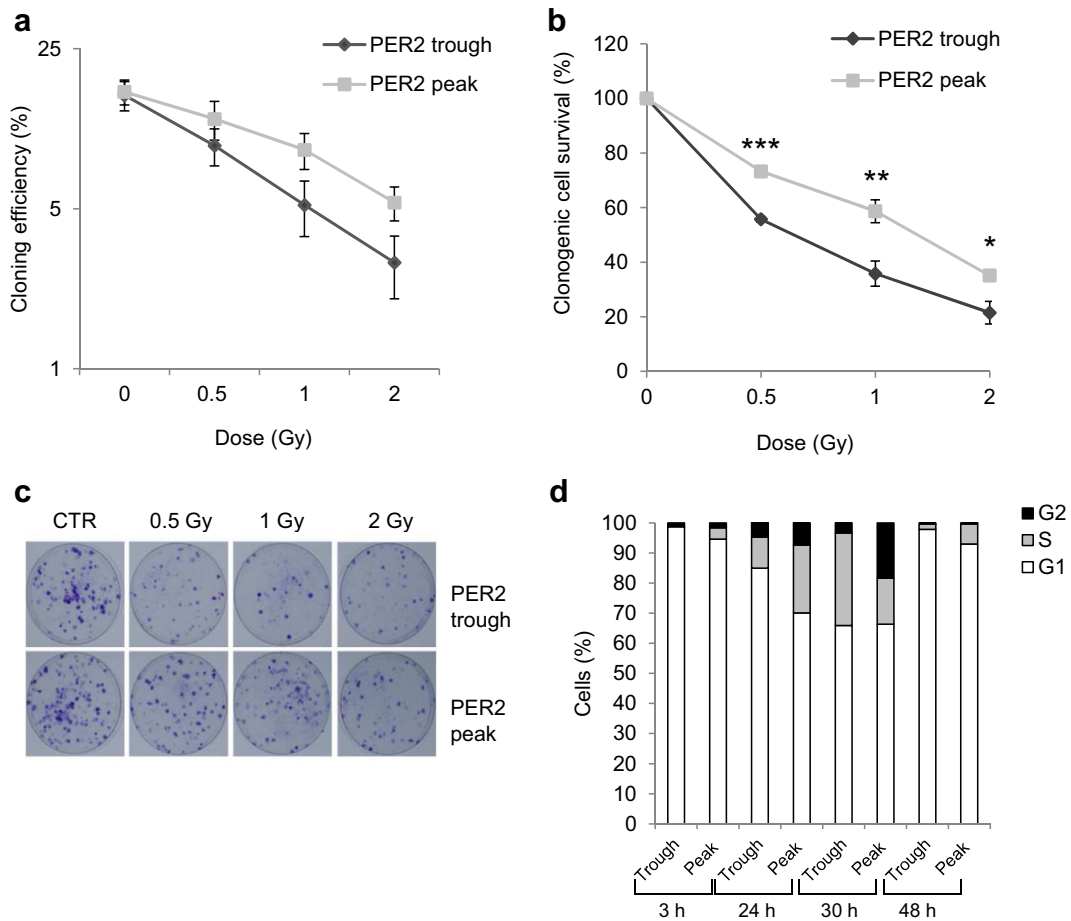 a
25
5
1
Cloning efficiency (%)
0 0.5 1 2
Dose (Gy)
PER2 trough
PER2 peak
b
120
100
80
60
40
20
0
Clonogenic cell survival (%)
***
**
*
0 0.5 1 2
Dose (Gy)
PER2 trough
PER2 peak
c
CTR 0.5 Gy 1 Gy 2 Gy
PER2
trough
PER2
peak
d
100
90
80
70
60
50
40
30
20
10
0
Cells (%)
G2
S
G1
Trough Peak Trough Peak Trough Peak Trough Peak
3 h 24 h 30 h 48 h